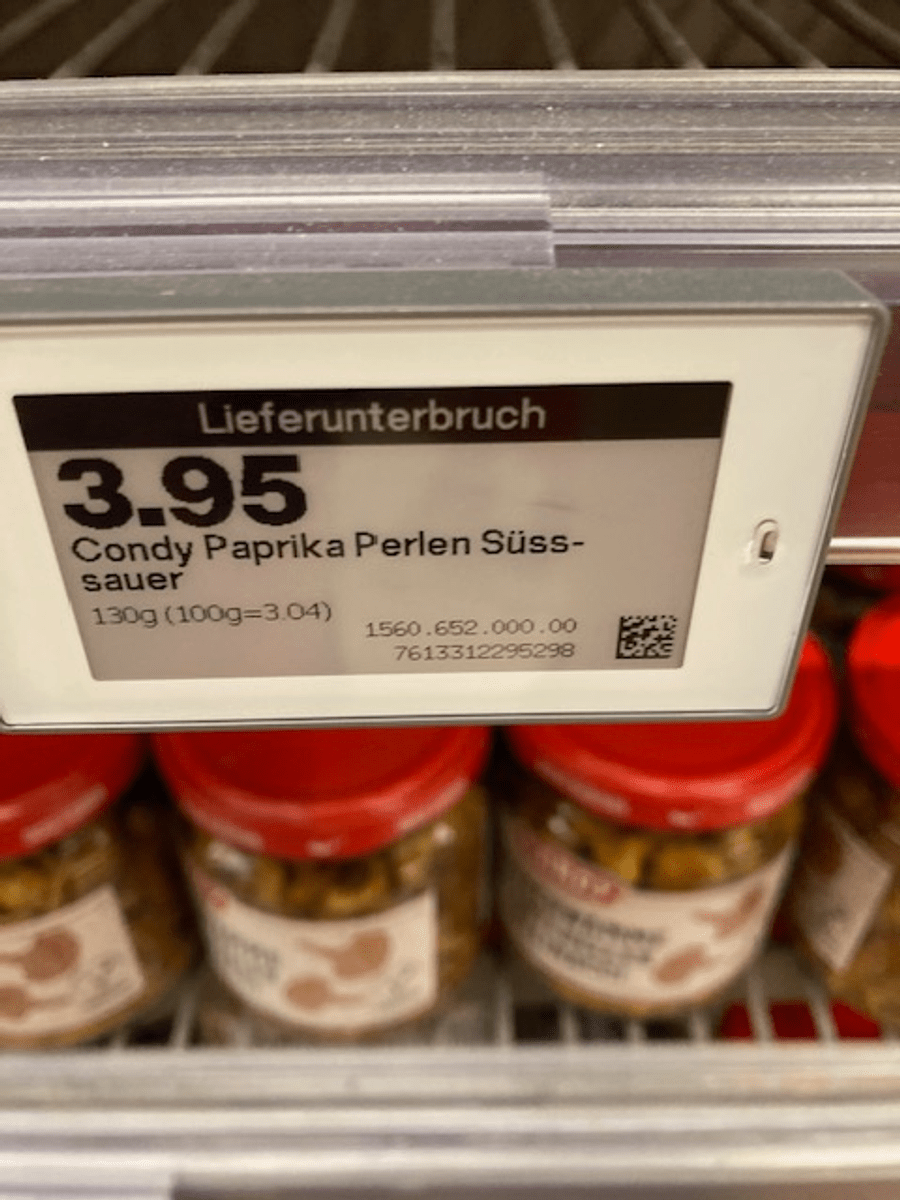 Lieferunterbruch
3.95
Condy Paprika Perlen Süss-
sauer
130g (100g=3.04)
1560.652.000.00
7613312295298